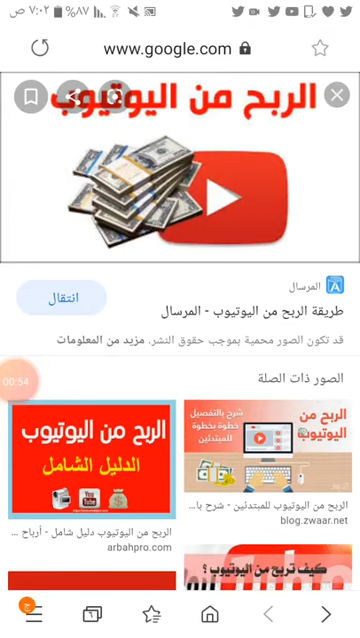 ٧:٠٢ ص
%٨٧
www.google.com
الربح من اليوتيوب
المرسال
انتقال
طريقة الربح من اليوتيوب - المرسال
قد تكون الصور محمية بموجب حقوق النشر. مزيد من المعلومات
الصور ذات الصلة
00:54
الربح من اليوتيوب
شرح بالتفصيل
خطوة بخطوة
للمبتدئين
الربح من اليوتيوب
الدليل الشامل
You
Tube
الربح من اليوتيوب للمبتدئين - شرح با...
blog.zwaar.net
الربح من اليوتيوب دليل شامل - أرباح ...
arbahpro.com
كيف تربح من اليوتيوب ؟